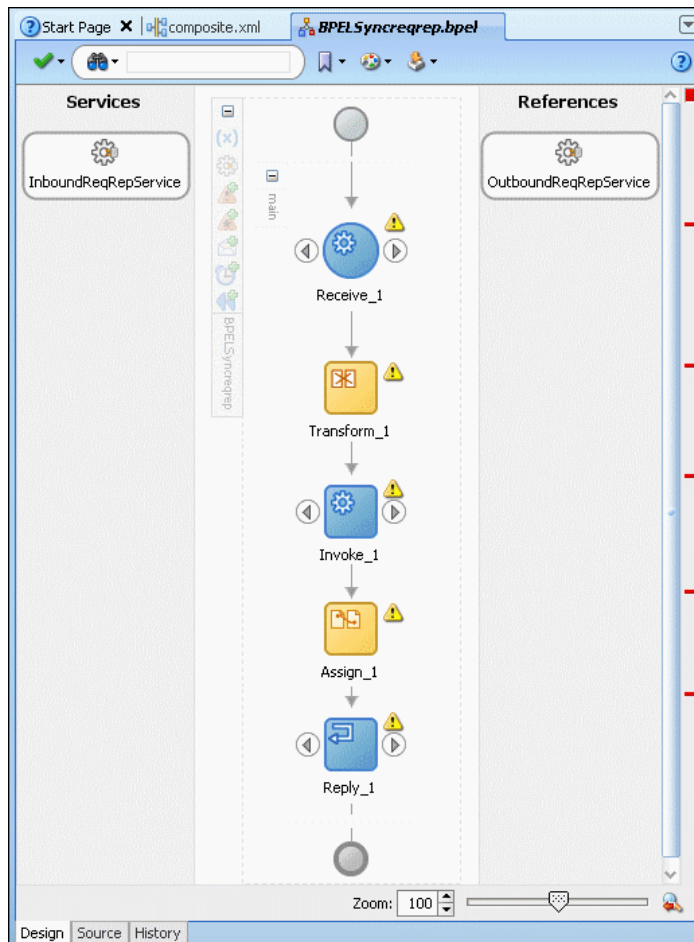 Start Page composite.xml BPELSyncreqrep.bpel
Services
References
InboundReqRepService
OutboundReqRepService
(x)
main
BPELSyncreqrep
Receive_1
Transform_1
Invoke_1
Assign_1
Reply_1
Zoom: 100
Design Source History